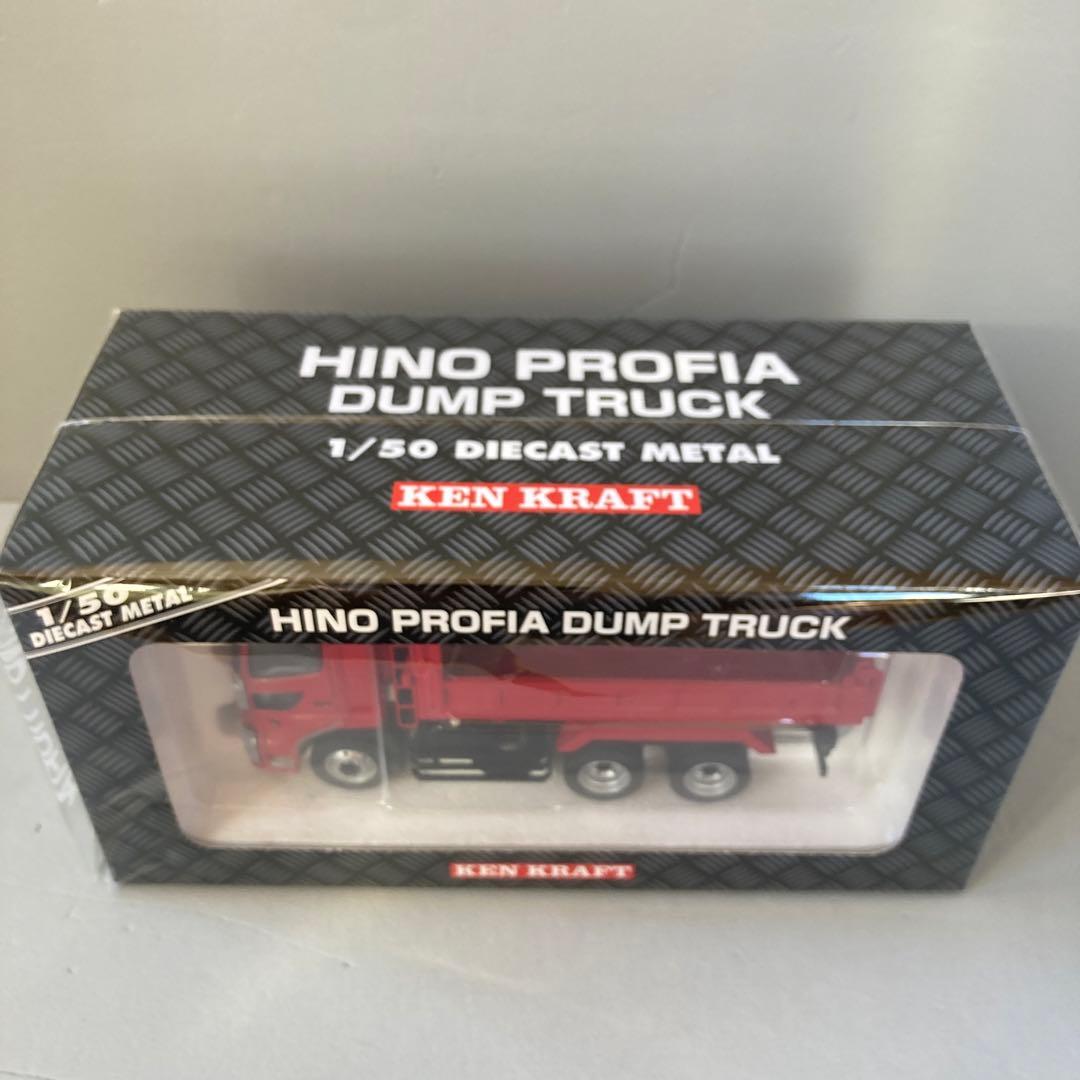 HINO PROFIA
DUMP TRUCK
1/50 DIECAST METAL
KEN KRAFT
1/50
DIECAST METAL
HINO PROFIA DUMP TRUCK
KEN KRAFT